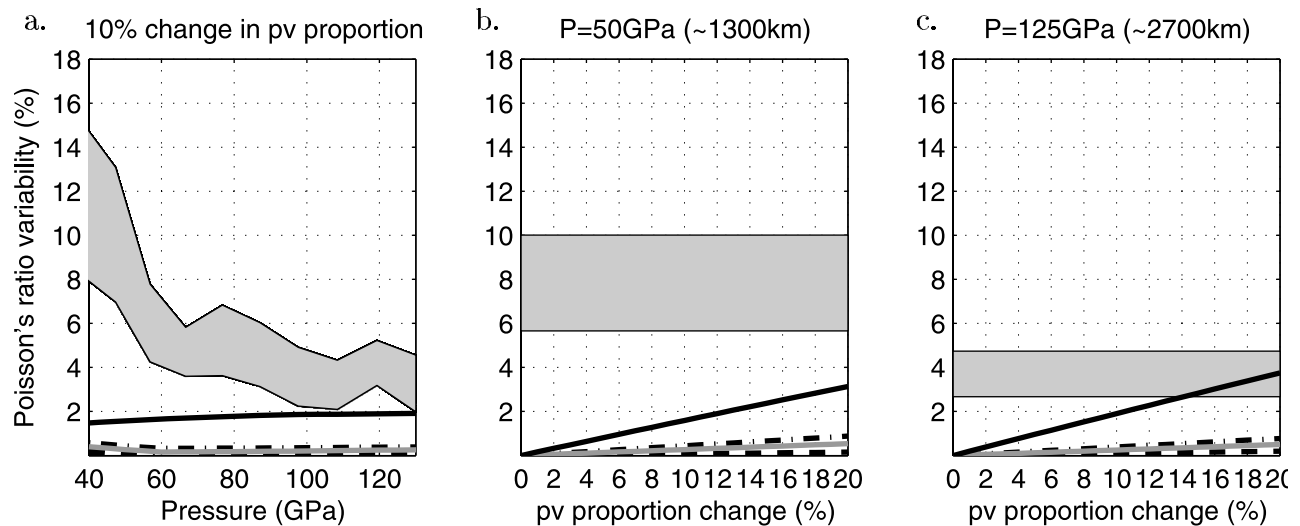 a. 10% change in pv proportion
b. P=50GPa (~1300km)
c. P=125GPa (~2700km)
Poisson's ratio variability (%)
18
16
14
12
10
8
6
4
2
40 60 80 100 120
Pressure (GPa)
18
16
14
12
10
8
6
4
2
0 2 4 6 8 10 12 14 16 18 20
pv proportion change (%)
18
16
14
12
10
8
6
4
2
0 2 4 6 8 10 12 14 16 18 20
pv proportion change (%)